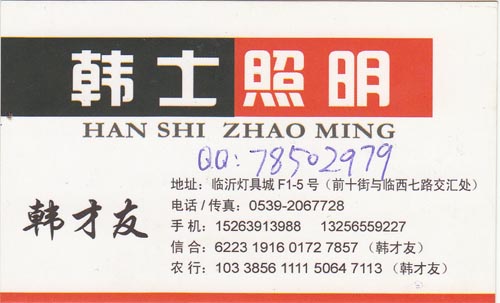 韩士照明
HAN SHI ZHAO MING
QQ: 78502979
地址: 临沂灯具城 F1-5 号（前十街与临西七路交汇处）
韩才友
电话 / 传真: 0539-2067728
手 机: 15263913988 13256559227
信 合: 6223 1916 0172 7857 （韩才友）
农 行: 103 3856 1111 5064 7113 （韩才友）